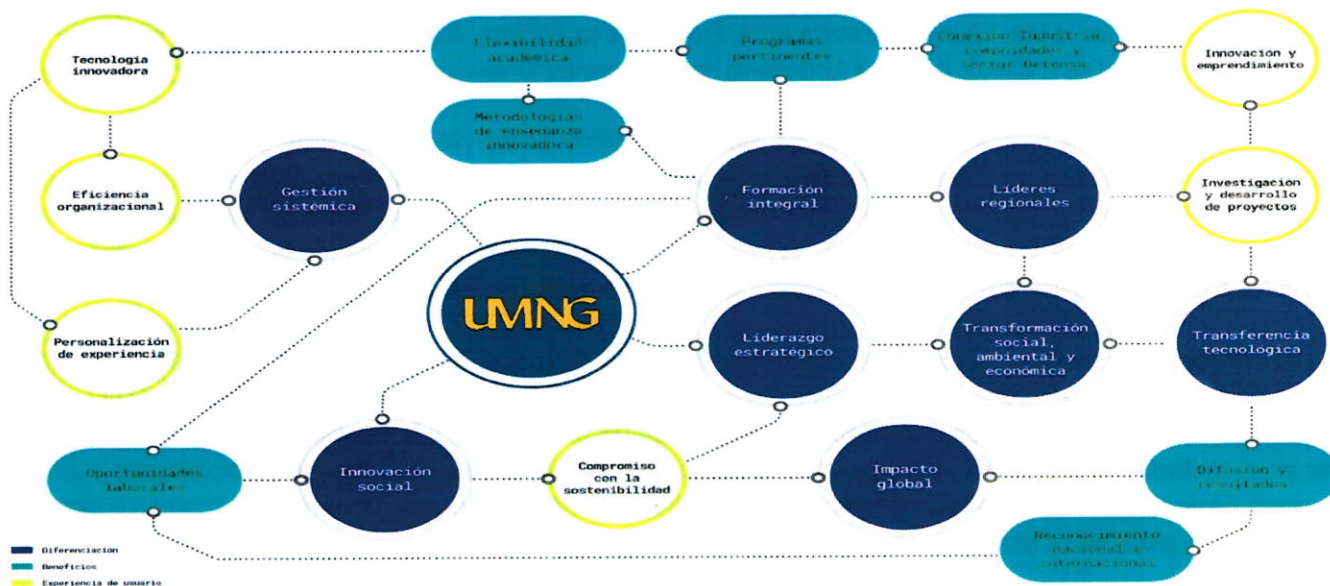 Tecnología
innovadora
Flexibilidad
académica
Programas
pertinentes
Conexión Industria,
comunidades y
Sector Defensa
Innovación y
emprendimiento
Metodologías
de enseñanza
innovadora
Eficiencia
organizacional
Gestión
sistémica
Formación
integral
Líderes
regionales
Investigación
y desarrollo
de proyectos
UMNG
Personalización
de experiencia
Liderazgo
estratégico
Transformación
social,
ambiental y
económica
Transferencia
tecnológica
Oportunidades
laborales
Innovación
social
Compromiso
con la
sostenibilidad
Impacto
global
Difusión y
resultados
Reconocimiento
nacional e
internacional
Diferenciación
Beneficios
Experiencia de usuario